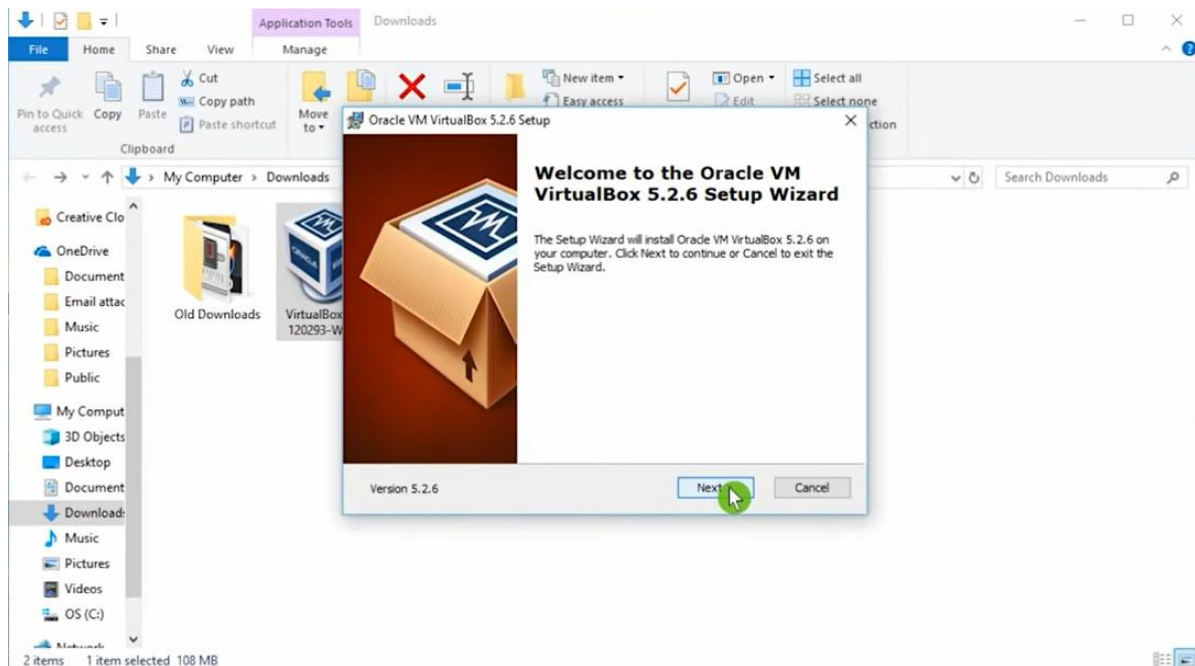 Application Tools
Downloads
File
Home
Share
View
Manage
Pin to Quick
access
Copy
Paste
Cut
Copy path
Paste shortcut
Clipboard
Move
to
New item
Easy access
Open
Edit
Select all
Select none
My Computer
Downloads
Search Downloads
Creative Clo
OneDrive
Document
Email attac
Music
Pictures
Public
My Comput
3D Objects
Desktop
Document
Download
Music
Pictures
Videos
OS (C:)
Network
Old Downloads
VirtualBox
120293-W
ORACLE
Oracle VM VirtualBox 5.2.6 Setup
Welcome to the Oracle VM
VirtualBox 5.2.6 Setup Wizard
The Setup Wizard will install Oracle VM VirtualBox 5.2.6 on
your computer. Click Next to continue or Cancel to exit the
Setup Wizard.
Version 5.2.6
Next
Cancel
2 items
1 item selected 108 MB